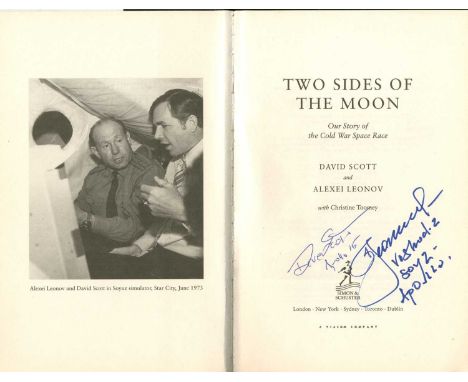 Alexei Leonov and David Scott in Soyuz simulator, Star City, June 1973
TWO SIDES OF
THE MOON
Our Story of
the Cold War Space Race
DAVID SCOTT
and
ALEXEI LEONOV
with Christine Toomey
Apollo 15
SIMON &
SCHUSTER
London · New York · Sydney · Toronto · Dublin
A VIACOM COMPANY